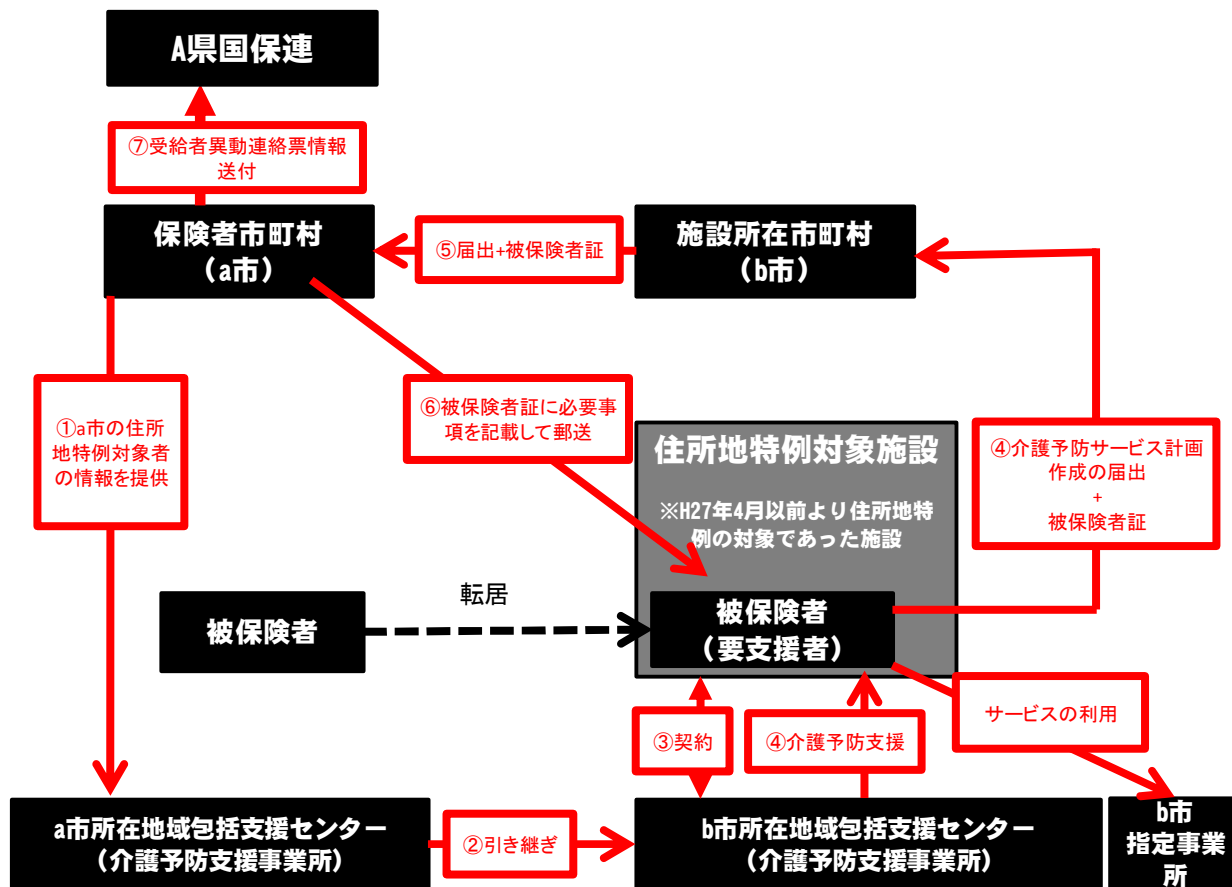 A県国保連
⑦受給者異動連絡票情報
送付
保険者市町村
(a市)
⑤届出+被保険者証
施設所在市町村
(b市)
①a市の住所
地特例対象者
の情報を提供
⑥被保険者証に必要事
項を記載して郵送
住所地特例対象施設
※H27年4月以前より住所地特
例の対象であった施設
④介護予防サービス計画
作成の届出
+
被保険者証
被保険者
転居
被保険者
(要支援者)
③契約
④介護予防支援
サービスの利用
a市所在地域包括支援センター
(介護予防支援事業所)
②引き継ぎ
b市所在地域包括支援センター
(介護予防支援事業所)
b市
指定事業
所